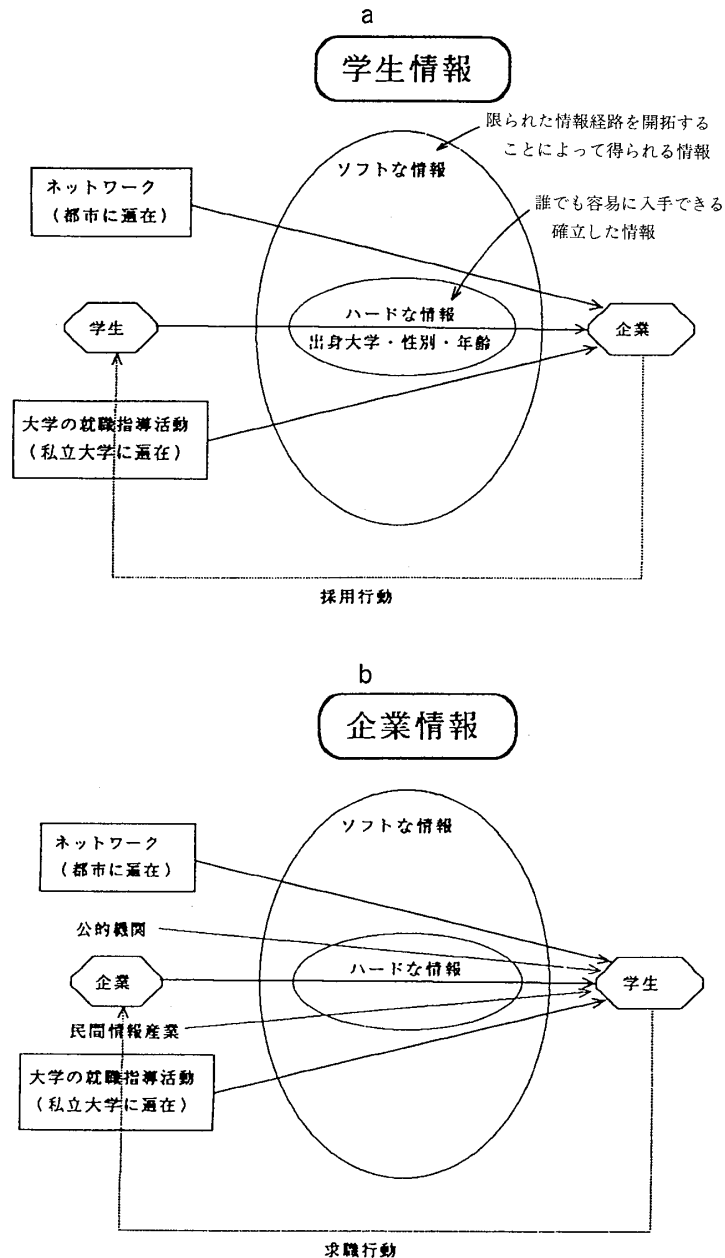 a
学生情報
限られた情報経路を開拓する
ことによって得られる情報
ソフトな情報
ネットワーク
(都市に遍在)
誰でも容易に入手できる
確立した情報
ハードな情報
出身大学・性別・年齢
学生
企業
大学の就職指導活動
(私立大学に遍在)
採用行動
b
企業情報
ソフトな情報
ネットワーク
(都市に遍在)
公的機関
ハードな情報
企業
学生
民間情報産業
大学の就職指導活動
(私立大学に遍在)
求職行動